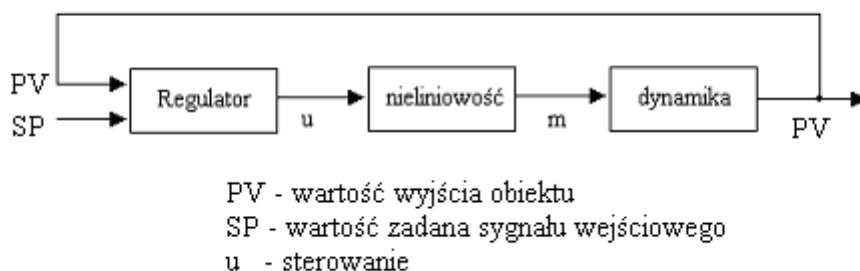 PV
SP
Regulator
u
nieliniowość
m
dynamika
PV
PV - wartość wyjścia obiektu
SP - wartość zadana sygnału wejściowego
u - sterowanie